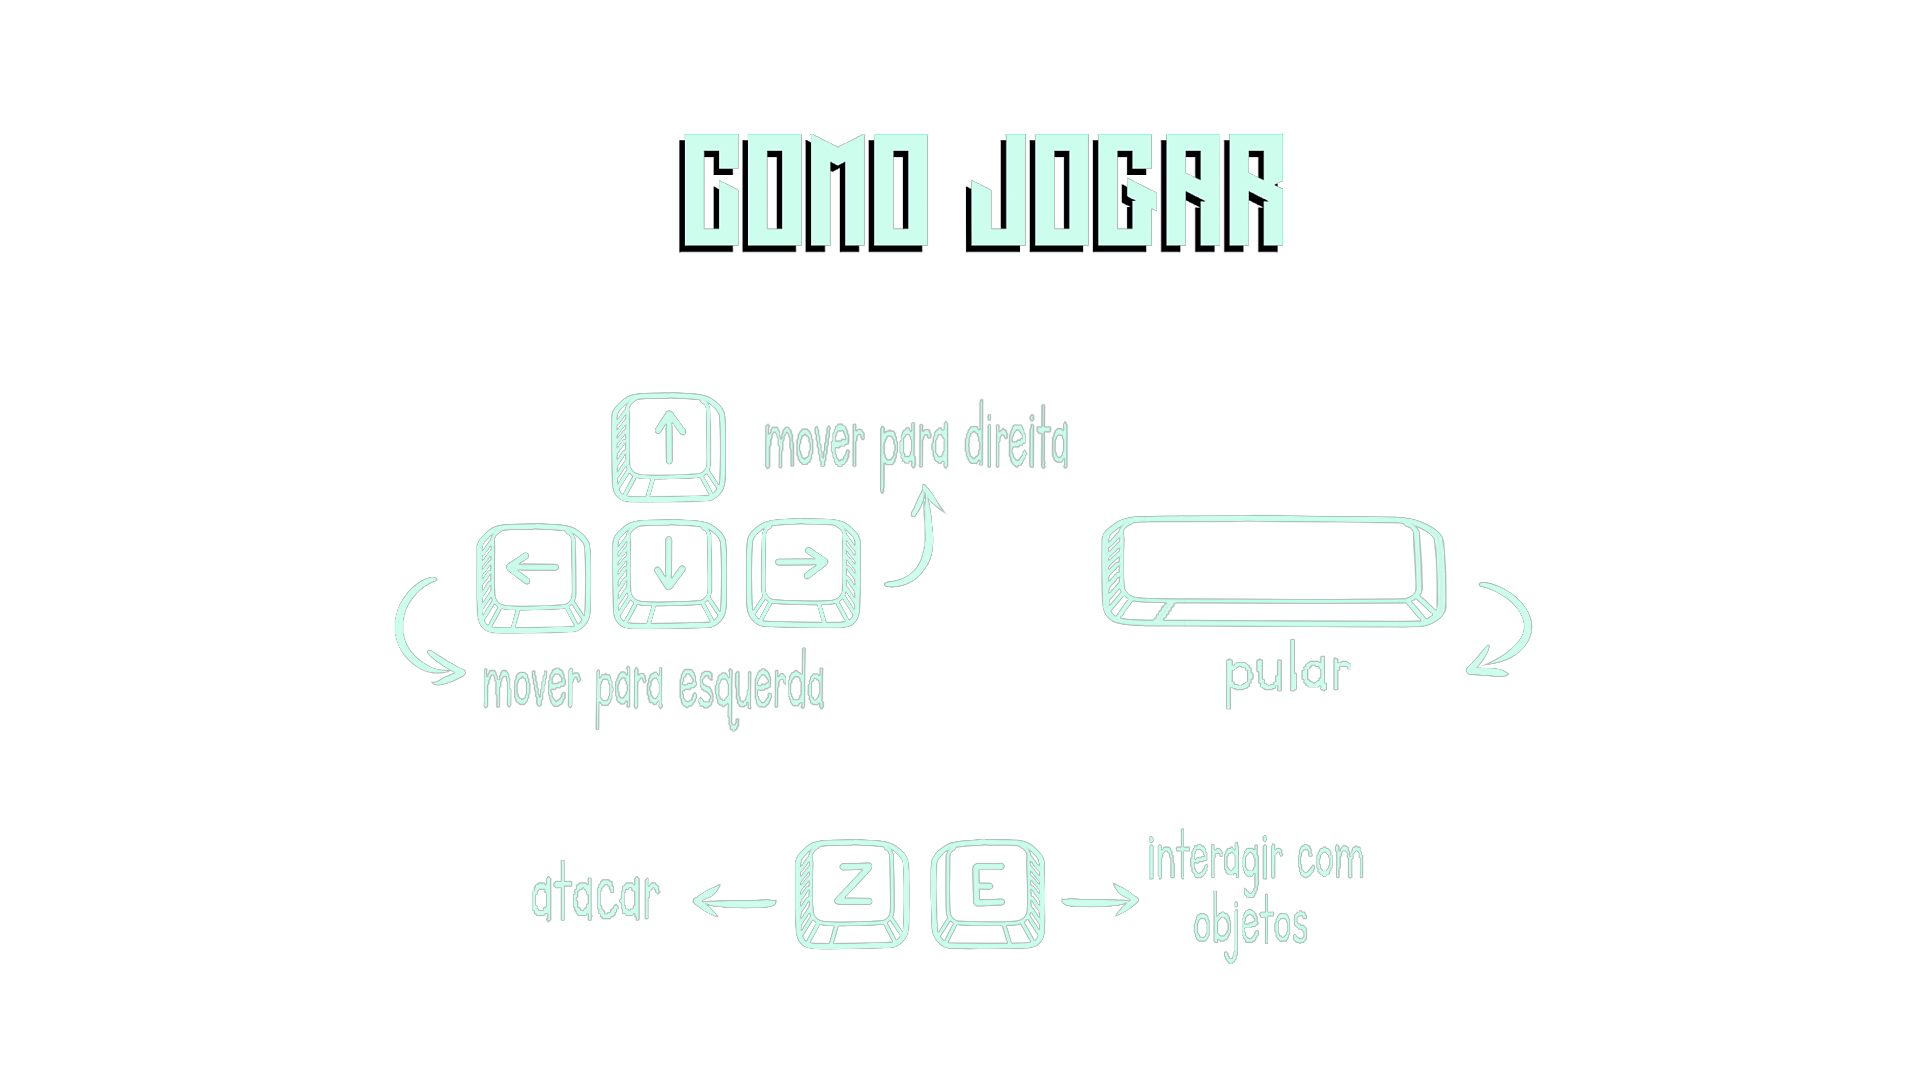 COMO JOGAR
mover para direita
mover para esquerda
pular
atacar
Z
E
interagir com
objetos